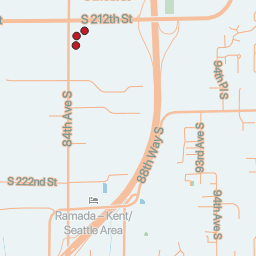 S 212th St
84th Ave S
94th Pl S
93rd Ave S
88th Way S
S 222nd St
94th Ave S
Ramada – Kent/
Seattle Area